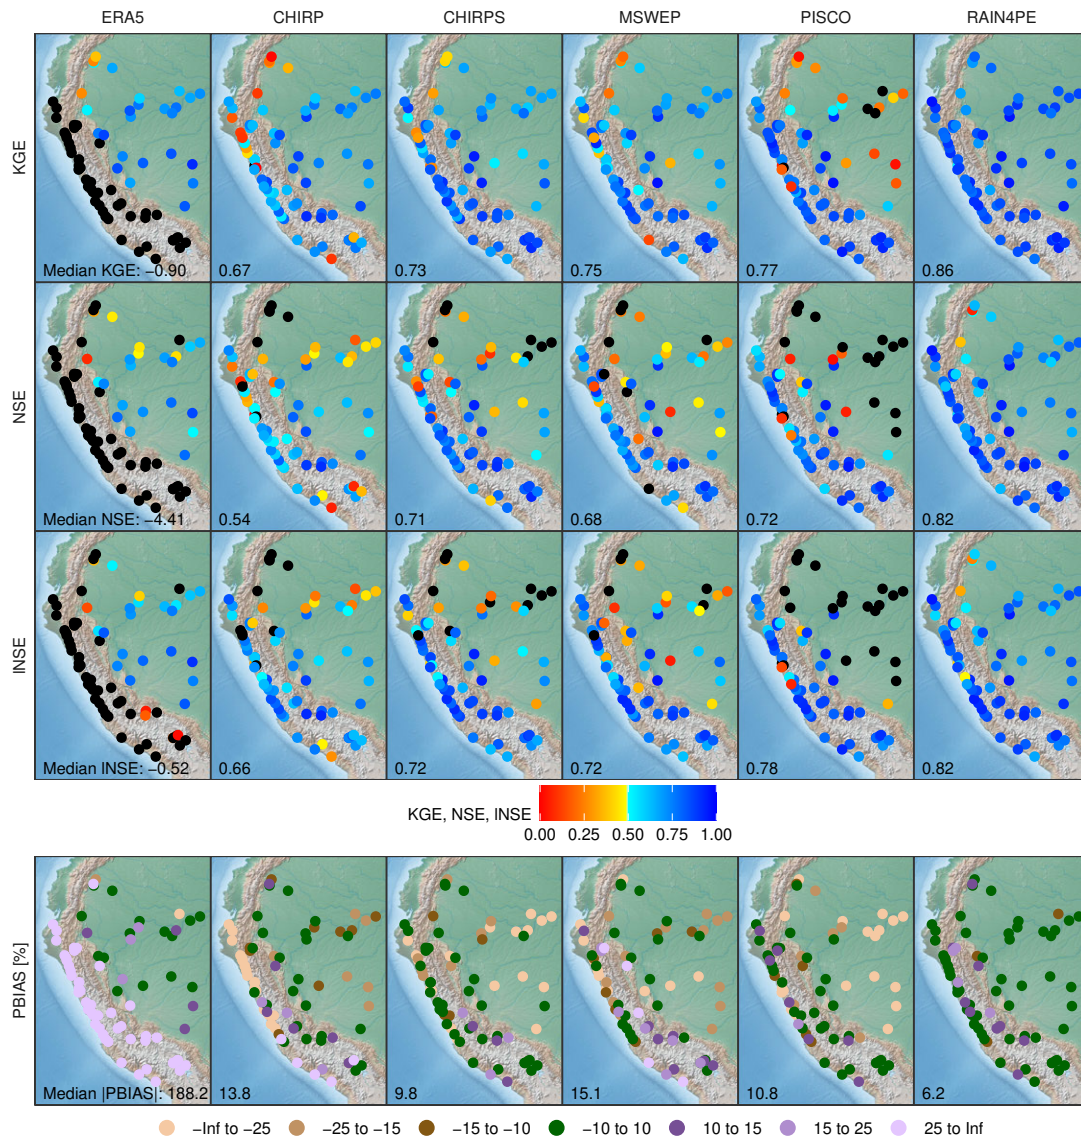 ERA5 CHIRP CHIRPS MSWEP PISCO RAIN4PE
KGE
Median KGE: −0.90 0.67 0.73 0.75 0.77 0.86
NSE
Median NSE: −4.41 0.54 0.71 0.68 0.72 0.82
lNSE
Median lNSE: −0.52 0.66 0.72 0.72 0.78 0.82
KGE, NSE, lNSE
0.00 0.25 0.50 0.75 1.00
PBIAS [%]
Median |PBIAS|: 188.2 13.8 9.8 15.1 10.8 6.2
−Inf to −25 −25 to −15 −15 to −10 −10 to 10 10 to 15 15 to 25 25 to Inf